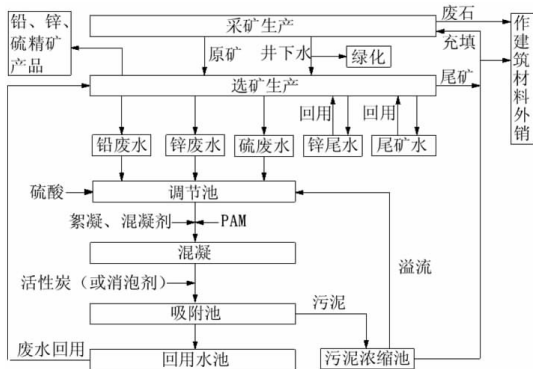 铅、锌、
硫精矿
产品
采矿生产
废石
充填
作建筑材料外销
原矿
井下水
绿化
选矿生产
尾矿
回用
回用
铅废水
锌废水
硫废水
锌尾水
尾矿水
硫酸
调节池
絮凝、混凝剂
PAM
混凝
溢流
活性炭（或消泡剂）
吸附池
污泥
废水回用
回用水池
污泥浓缩池